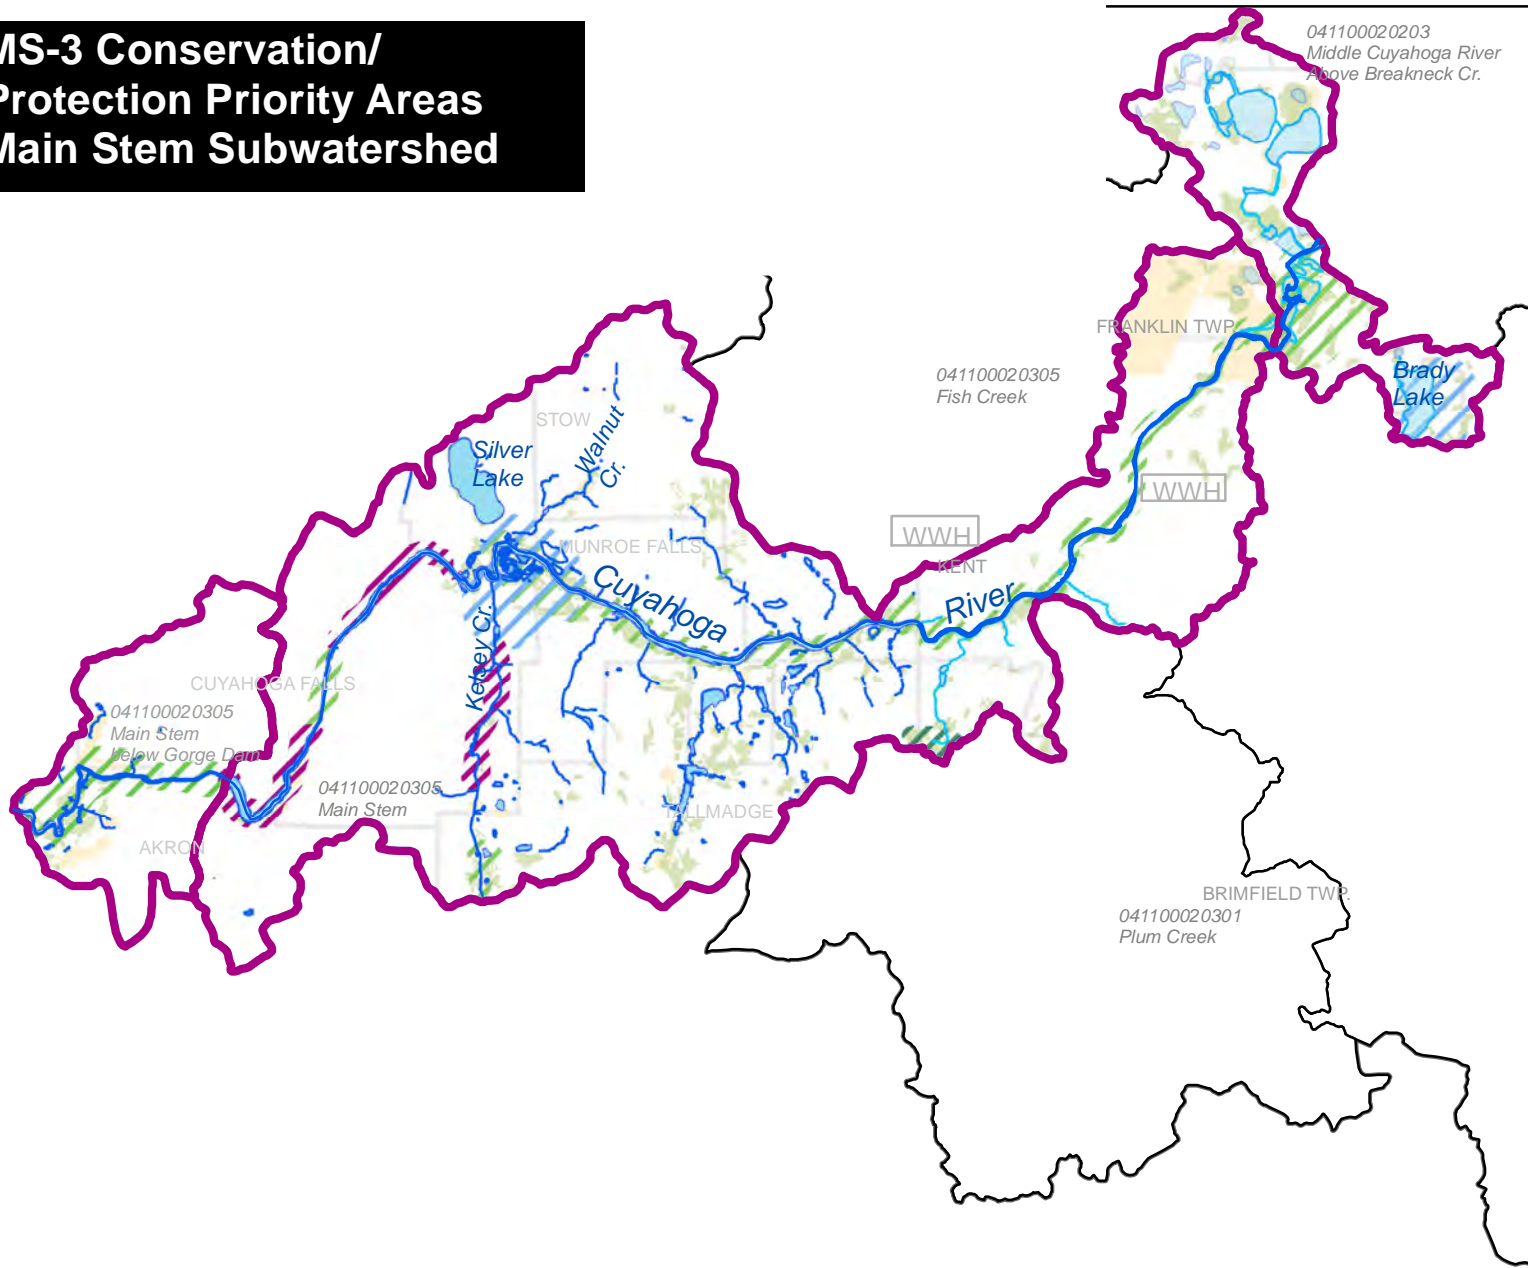 MS-3 Conservation/
Protection Priority Areas
Main Stem Subwatershed
041100020203
Middle Cuyahoga River
Above Breakneck Cr.
FRANKLIN TWP.
Brady
Lake
041100020305
Fish Creek
STOW
Walnut
Cr.
Silver
Lake
WWH
WWH
MUNROE FALLS
KENT
Cuyahoga
River
Kelsey Cr.
CUYAHOGA FALLS
041100020305
Main Stem
below Gorge Dam
041100020305
Main Stem
TALLMADGE
AKRON
BRIMFIELD TWP.
041100020301
Plum Creek